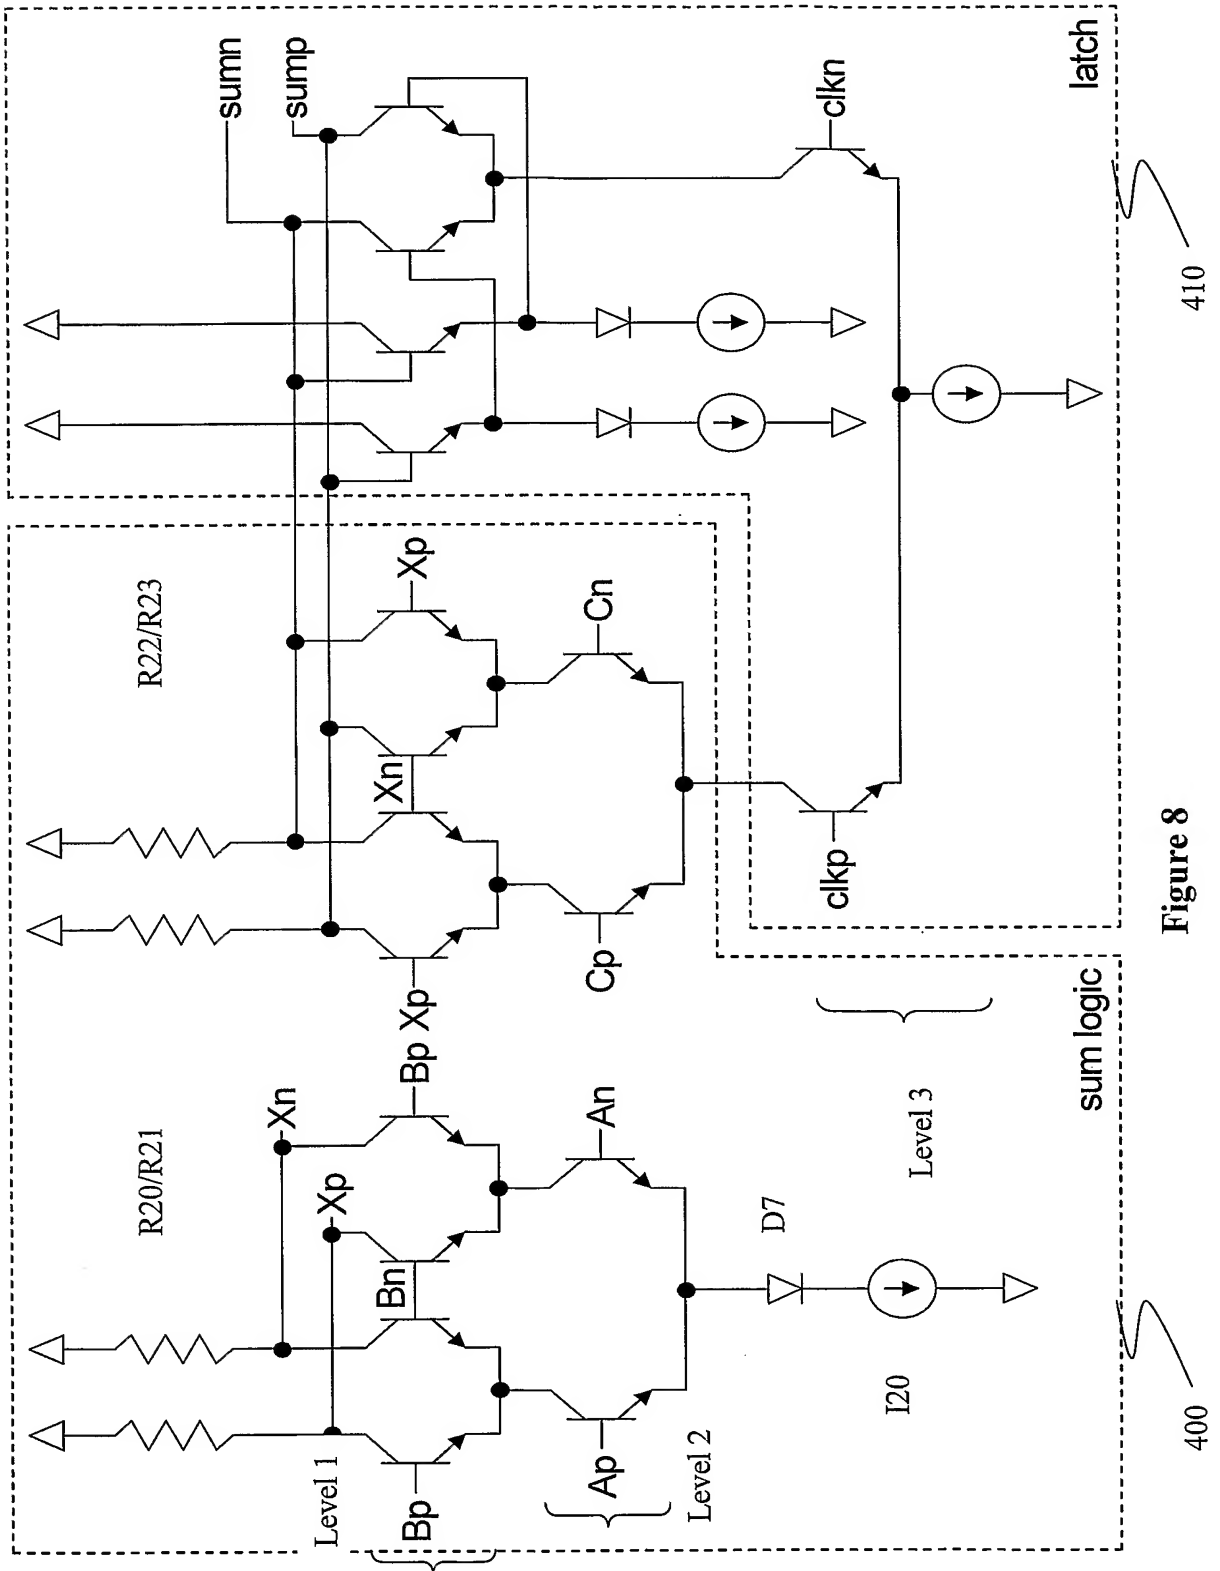 sumn
sump
clkn
latch
410
R22/R23
Xp
Xn
Cn
clkp
Cp
Xp
Figure 8
R20/R21
Xn
Xp
Bp
Bn
An
D7
Level 3
sum logic
Level 1
Bp
Ap
Level 2
I20
400